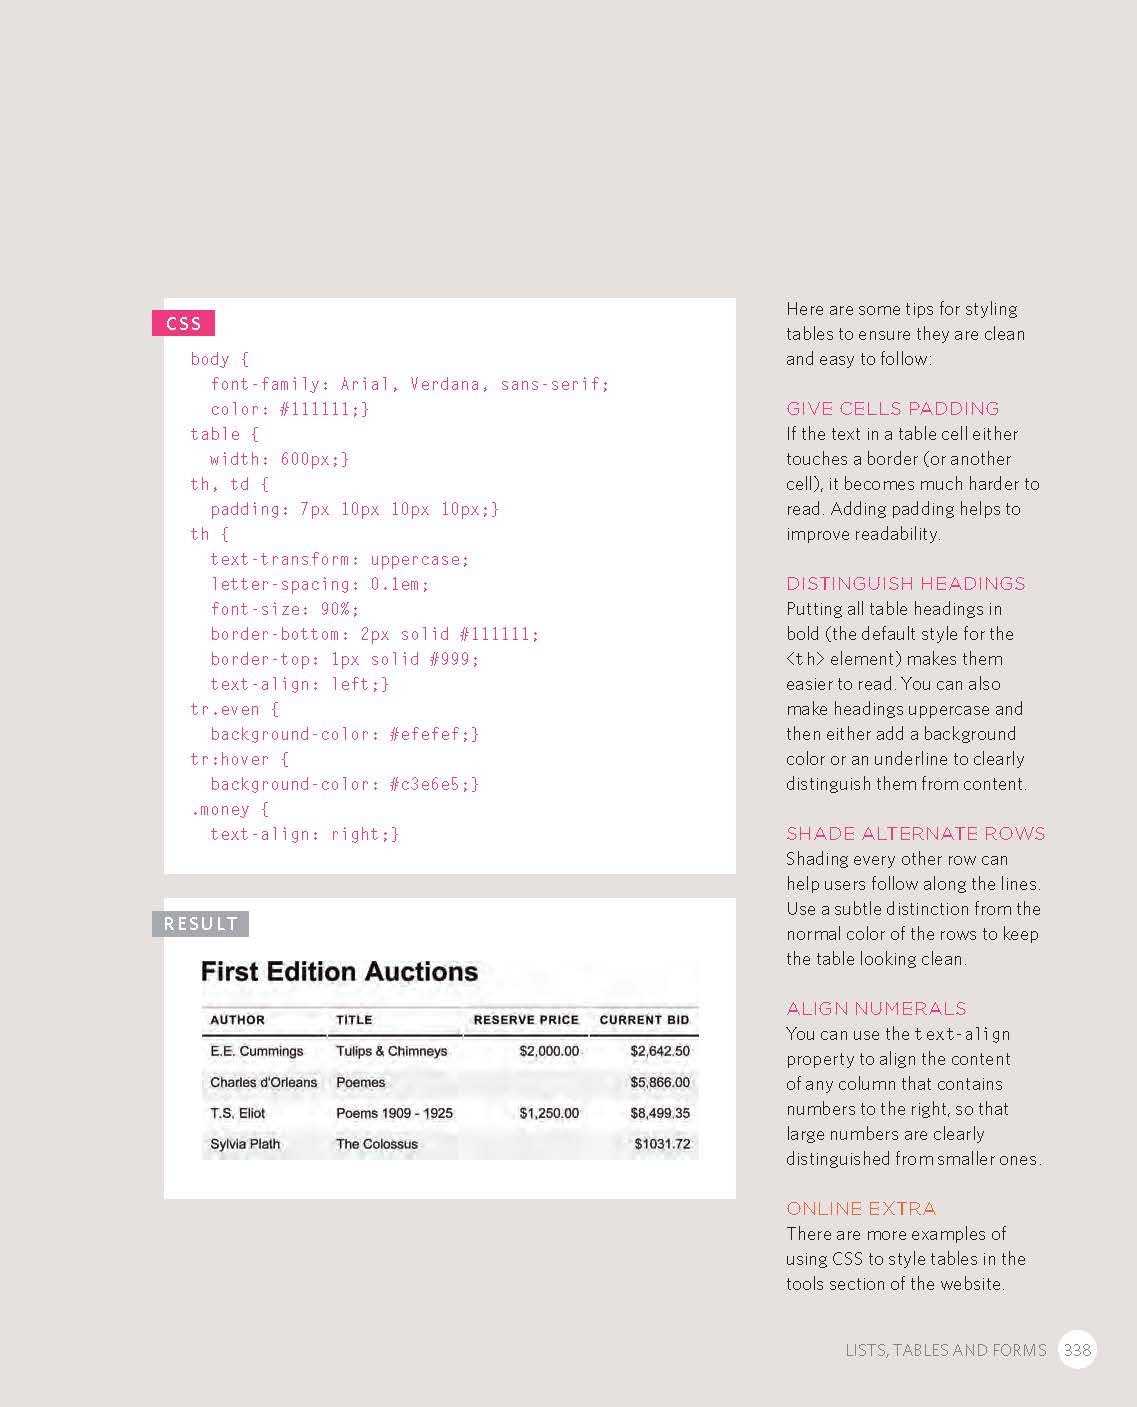 CSS
body {
font-family: Arial, Verdana, sans-serif;
color: #111111;}
table {
width: 600px;}
th, td {
padding: 7px 10px 10px 10px;}
th {
text-transform: uppercase;
letter-spacing: 0.1em;
font-size: 90%;
border-bottom: 2px solid #111111;
border-top: 1px solid #999;
text-align: left;}
tr.even {
background-color: #efefef;}
tr:hover {
background-color: #c3e6e5;}
.money {
text-align: right;}
RESULT
First Edition Auctions
AUTHOR TITLE RESERVE PRICE CURRENT BID
E.E. Cummings Tulips & Chimneys $2,000.00 $2,642.50
Charles d'Orleans Poemes $5,866.00
T.S. Eliot Poems 1909 - 1925 $1,250.00 $8,499.35
Sylvia Plath The Colossus $1031.72
Here are some tips for styling
tables to ensure they are clean
and easy to follow:
GIVE CELLS PADDING
If the text in a table cell either
touches a border (or another
cell), it becomes much harder to
read. Adding padding helps to
improve readability.
DISTINGUISH HEADINGS
Putting all table headings in
bold (the default style for the
<th> element) makes them
easier to read. You can also
make headings uppercase and
then either add a background
color or an underline to clearly
distinguish them from content.
SHADE ALTERNATE ROWS
Shading every other row can
help users follow along the lines.
Use a subtle distinction from the
normal color of the rows to keep
the table looking clean.
ALIGN NUMERALS
You can use the text-align
property to align the content
of any column that contains
numbers to the right, so that
large numbers are clearly
distinguished from smaller ones.
ONLINE EXTRA
There are more examples of
using CSS to style tables in the
tools section of the website.
LISTS, TABLES AND FORMS 338